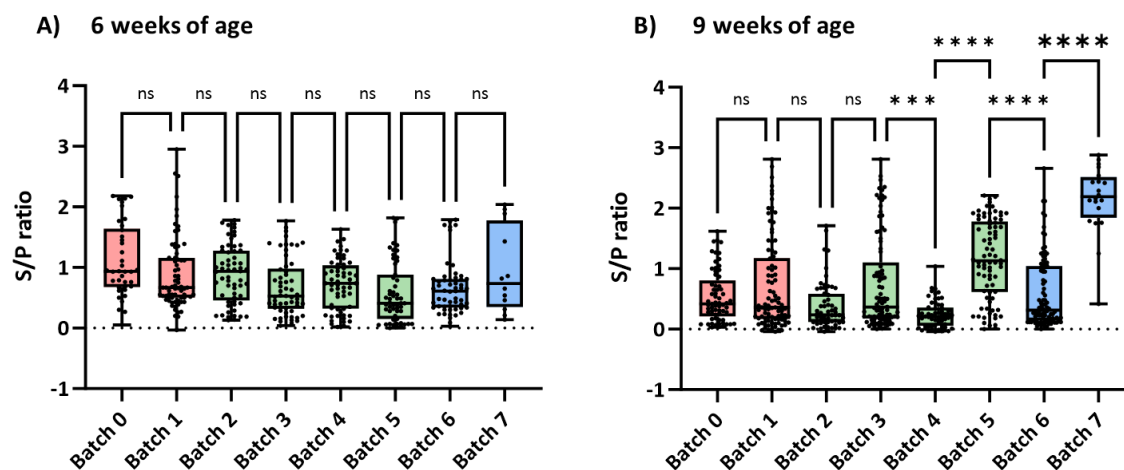 A) 6 weeks of age
ns ns ns ns ns ns ns
S/P ratio
4
3
2
1
0
-1
Batch 0
Batch 1
Batch 2
Batch 3
Batch 4
Batch 5
Batch 6
Batch 7
B) 9 weeks of age
**** ****
ns ns ns *** ****
S/P ratio
4
3
2
1
0
-1
Batch 0
Batch 1
Batch 2
Batch 3
Batch 4
Batch 5
Batch 6
Batch 7